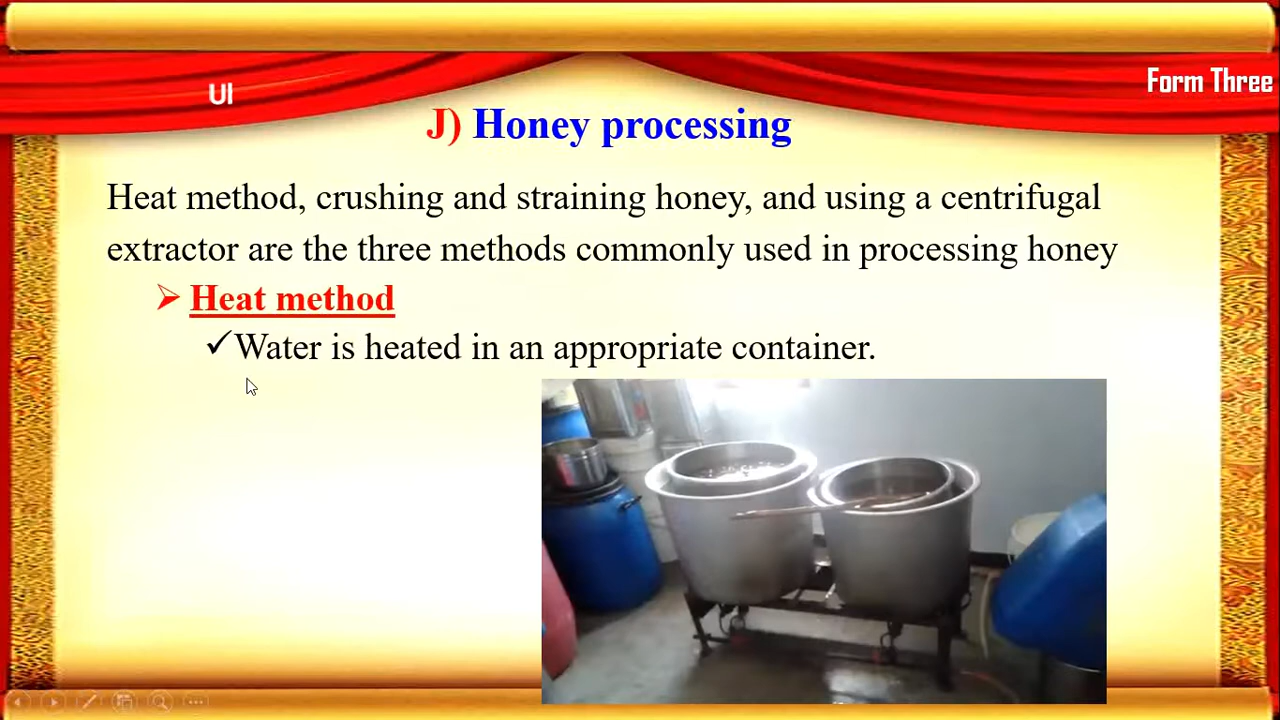 Ul
Form Three
J) Honey processing
Heat method, crushing and straining honey, and using a centrifugal
extractor are the three methods commonly used in processing honey
➢ Heat method
✓Water is heated in an appropriate container.